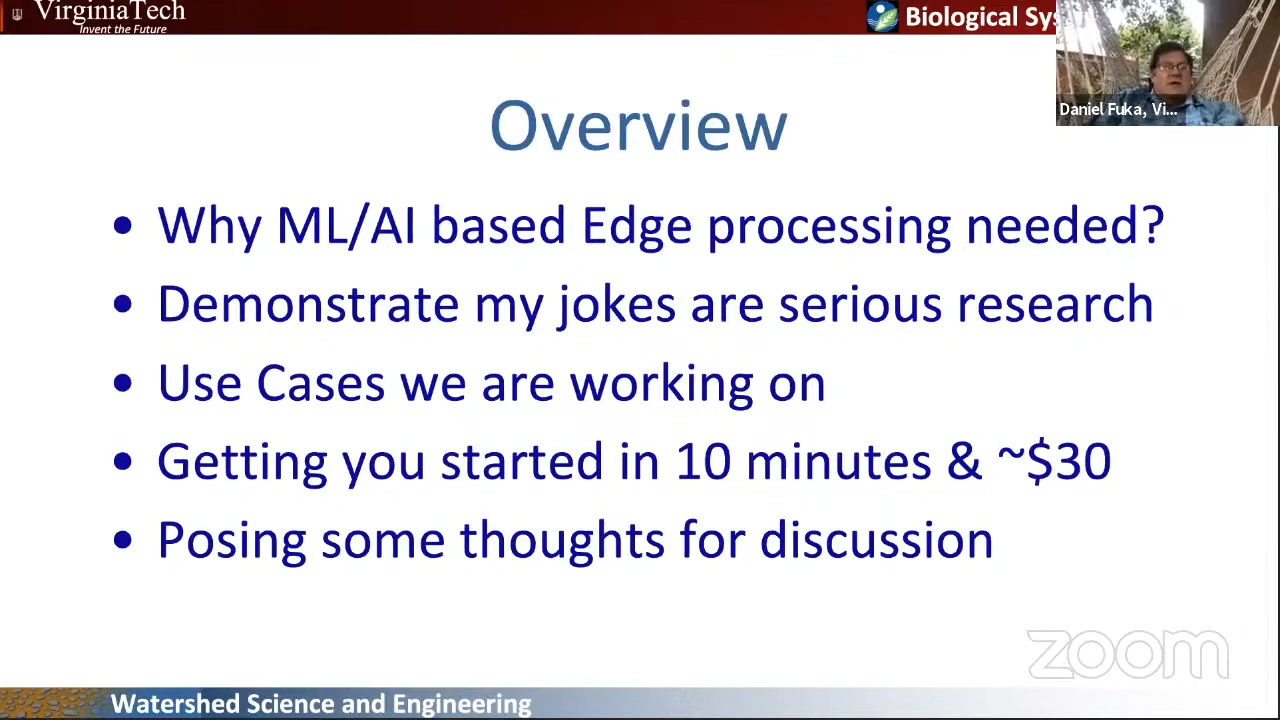 VirginiaTech
Invent the Future
Biological Sys
Daniel Fuka, Vi...
Overview
• Why ML/AI based Edge processing needed?
• Demonstrate my jokes are serious research
• Use Cases we are working on
• Getting you started in 10 minutes & ~$30
• Posing some thoughts for discussion
zoom
Watershed Science and Engineering